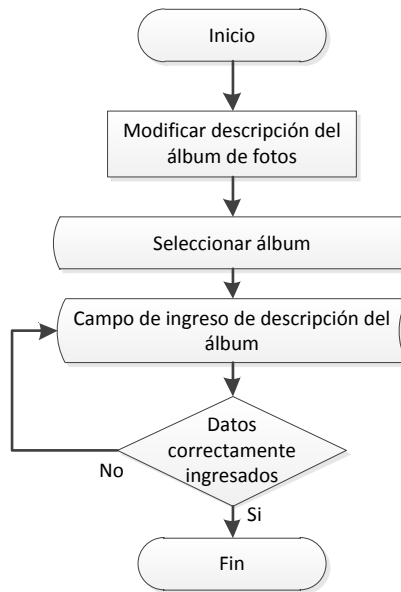 Inicio
Modificar descripción del
álbum de fotos
Seleccionar álbum
Campo de ingreso de descripción del
álbum
Datos
correctamente
ingresados
No
Si
Fin